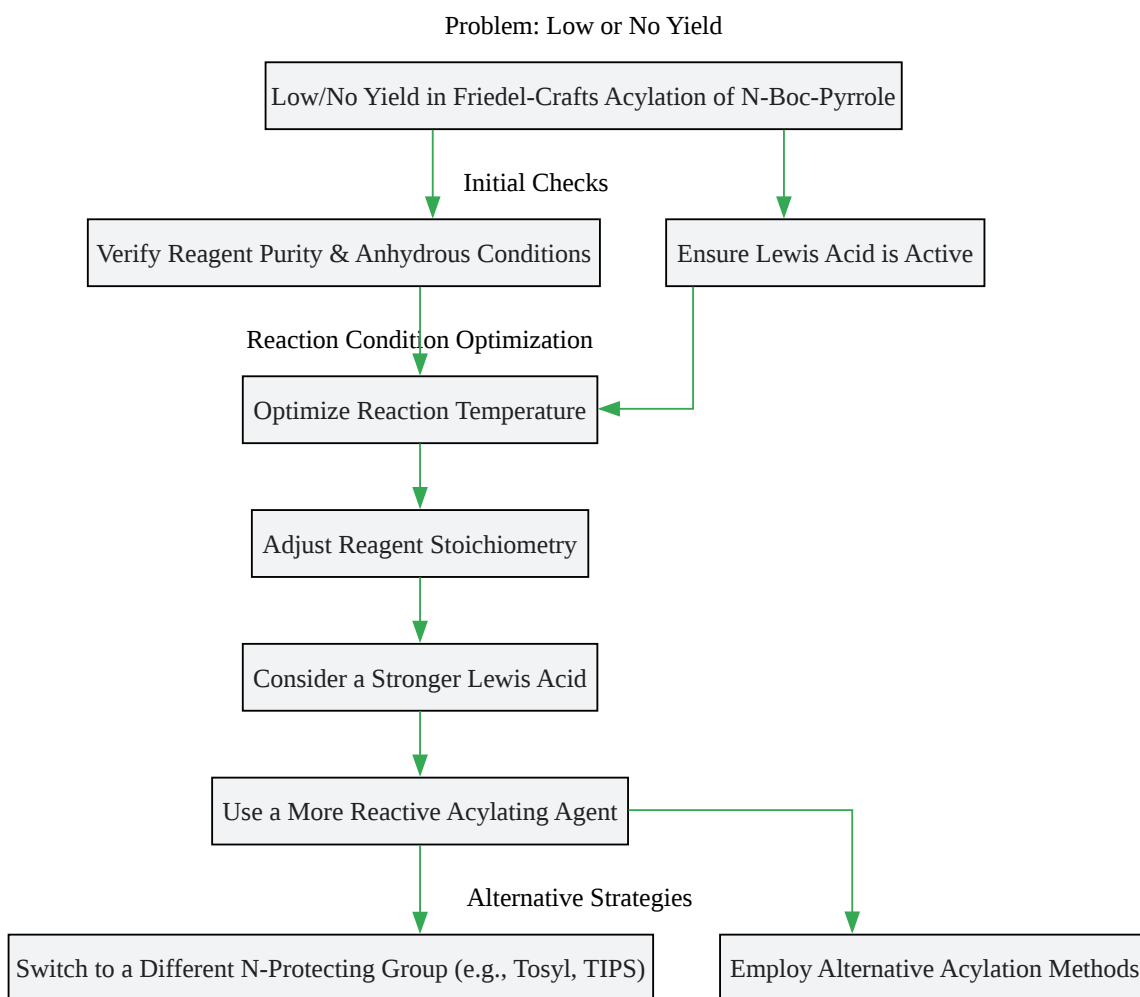 Problem: Low or No Yield
Low/No Yield in Friedel-Crafts Acylation of N-Boc-Pyrrole
Initial Checks
Verify Reagent Purity & Anhydrous Conditions
Ensure Lewis Acid is Active
Reaction Condition Optimization
Optimize Reaction Temperature
Adjust Reagent Stoichiometry
Consider a Stronger Lewis Acid
Use a More Reactive Acylating Agent
Alternative Strategies
Switch to a Different N-Protecting Group (e.g., Tosyl, TIPS)
Employ Alternative Acylation Methods